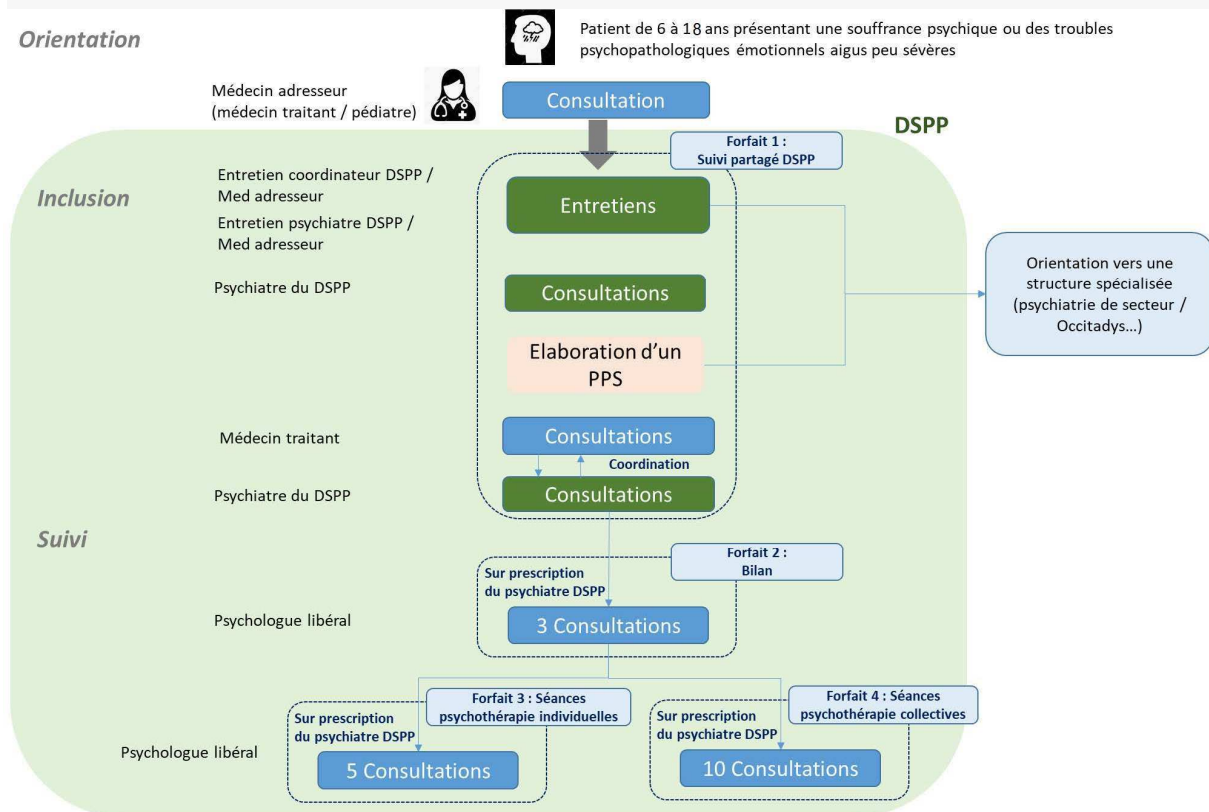 Orientation
Patient de 6 à 18 ans présentant une souffrance psychique ou des troubles
psychopathologiques émotionnels aigus peu sévères
Médecin adresseur
(médecin traitant / pédiatre)
Consultation
DSPP
Forfait 1 :
Suivi partagé DSPP
Inclusion
Entretien coordinateur DSPP /
Med adresseur
Entretien psychiatre DSPP /
Med adresseur
Entretiens
Orientation vers une
structure spécialisée
(psychiatrie de secteur /
Occitadys...)
Psychiatre du DSPP
Consultations
Elaboration d'un
PPS
Médecin traitant
Consultations
Coordination
Psychiatre du DSPP
Consultations
Suivi
Forfait 2 :
Bilan
Sur prescription
du psychiatre DSPP
Psychologue libéral
3 Consultations
Forfait 3 : Séances
psychothérapie individuelles
Sur prescription
du psychiatre DSPP
Forfait 4 : Séances
psychothérapie collectives
Sur prescription
du psychiatre DSPP
Psychologue libéral
5 Consultations
10 Consultations